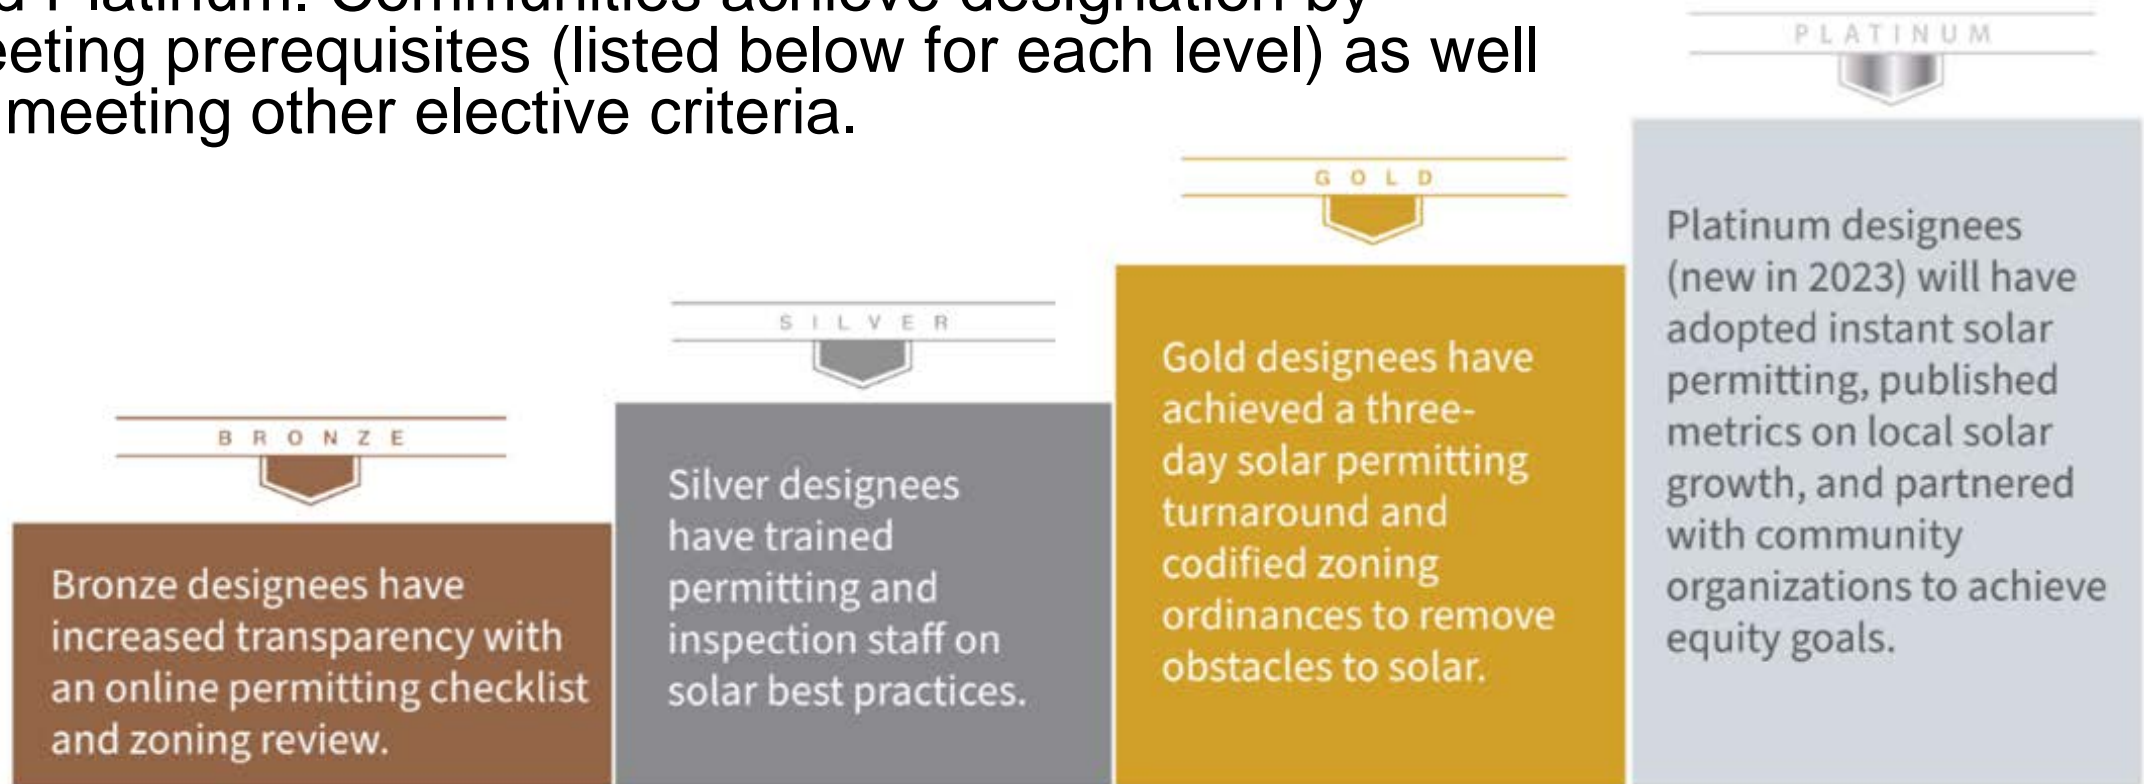 Platinum. Communities achieve designation by
prerequisites (listed below for each level) as well
meeting other elective criteria.
PLATINUM
GOLD
SILVER
BRONZE
Bronze designees have
increased transparency with
an online permitting checklist
and zoning review.
Silver designees
have trained
permitting and
inspection staff on
solar best practices.
Gold designees have
achieved a three-
day solar permitting
turnaround and
codified zoning
ordinances to remove
obstacles to solar.
Platinum designees
(new in 2023) will have
adopted instant solar
permitting, published
metrics on local solar
growth, and partnered
with community
organizations to achieve
equity goals.